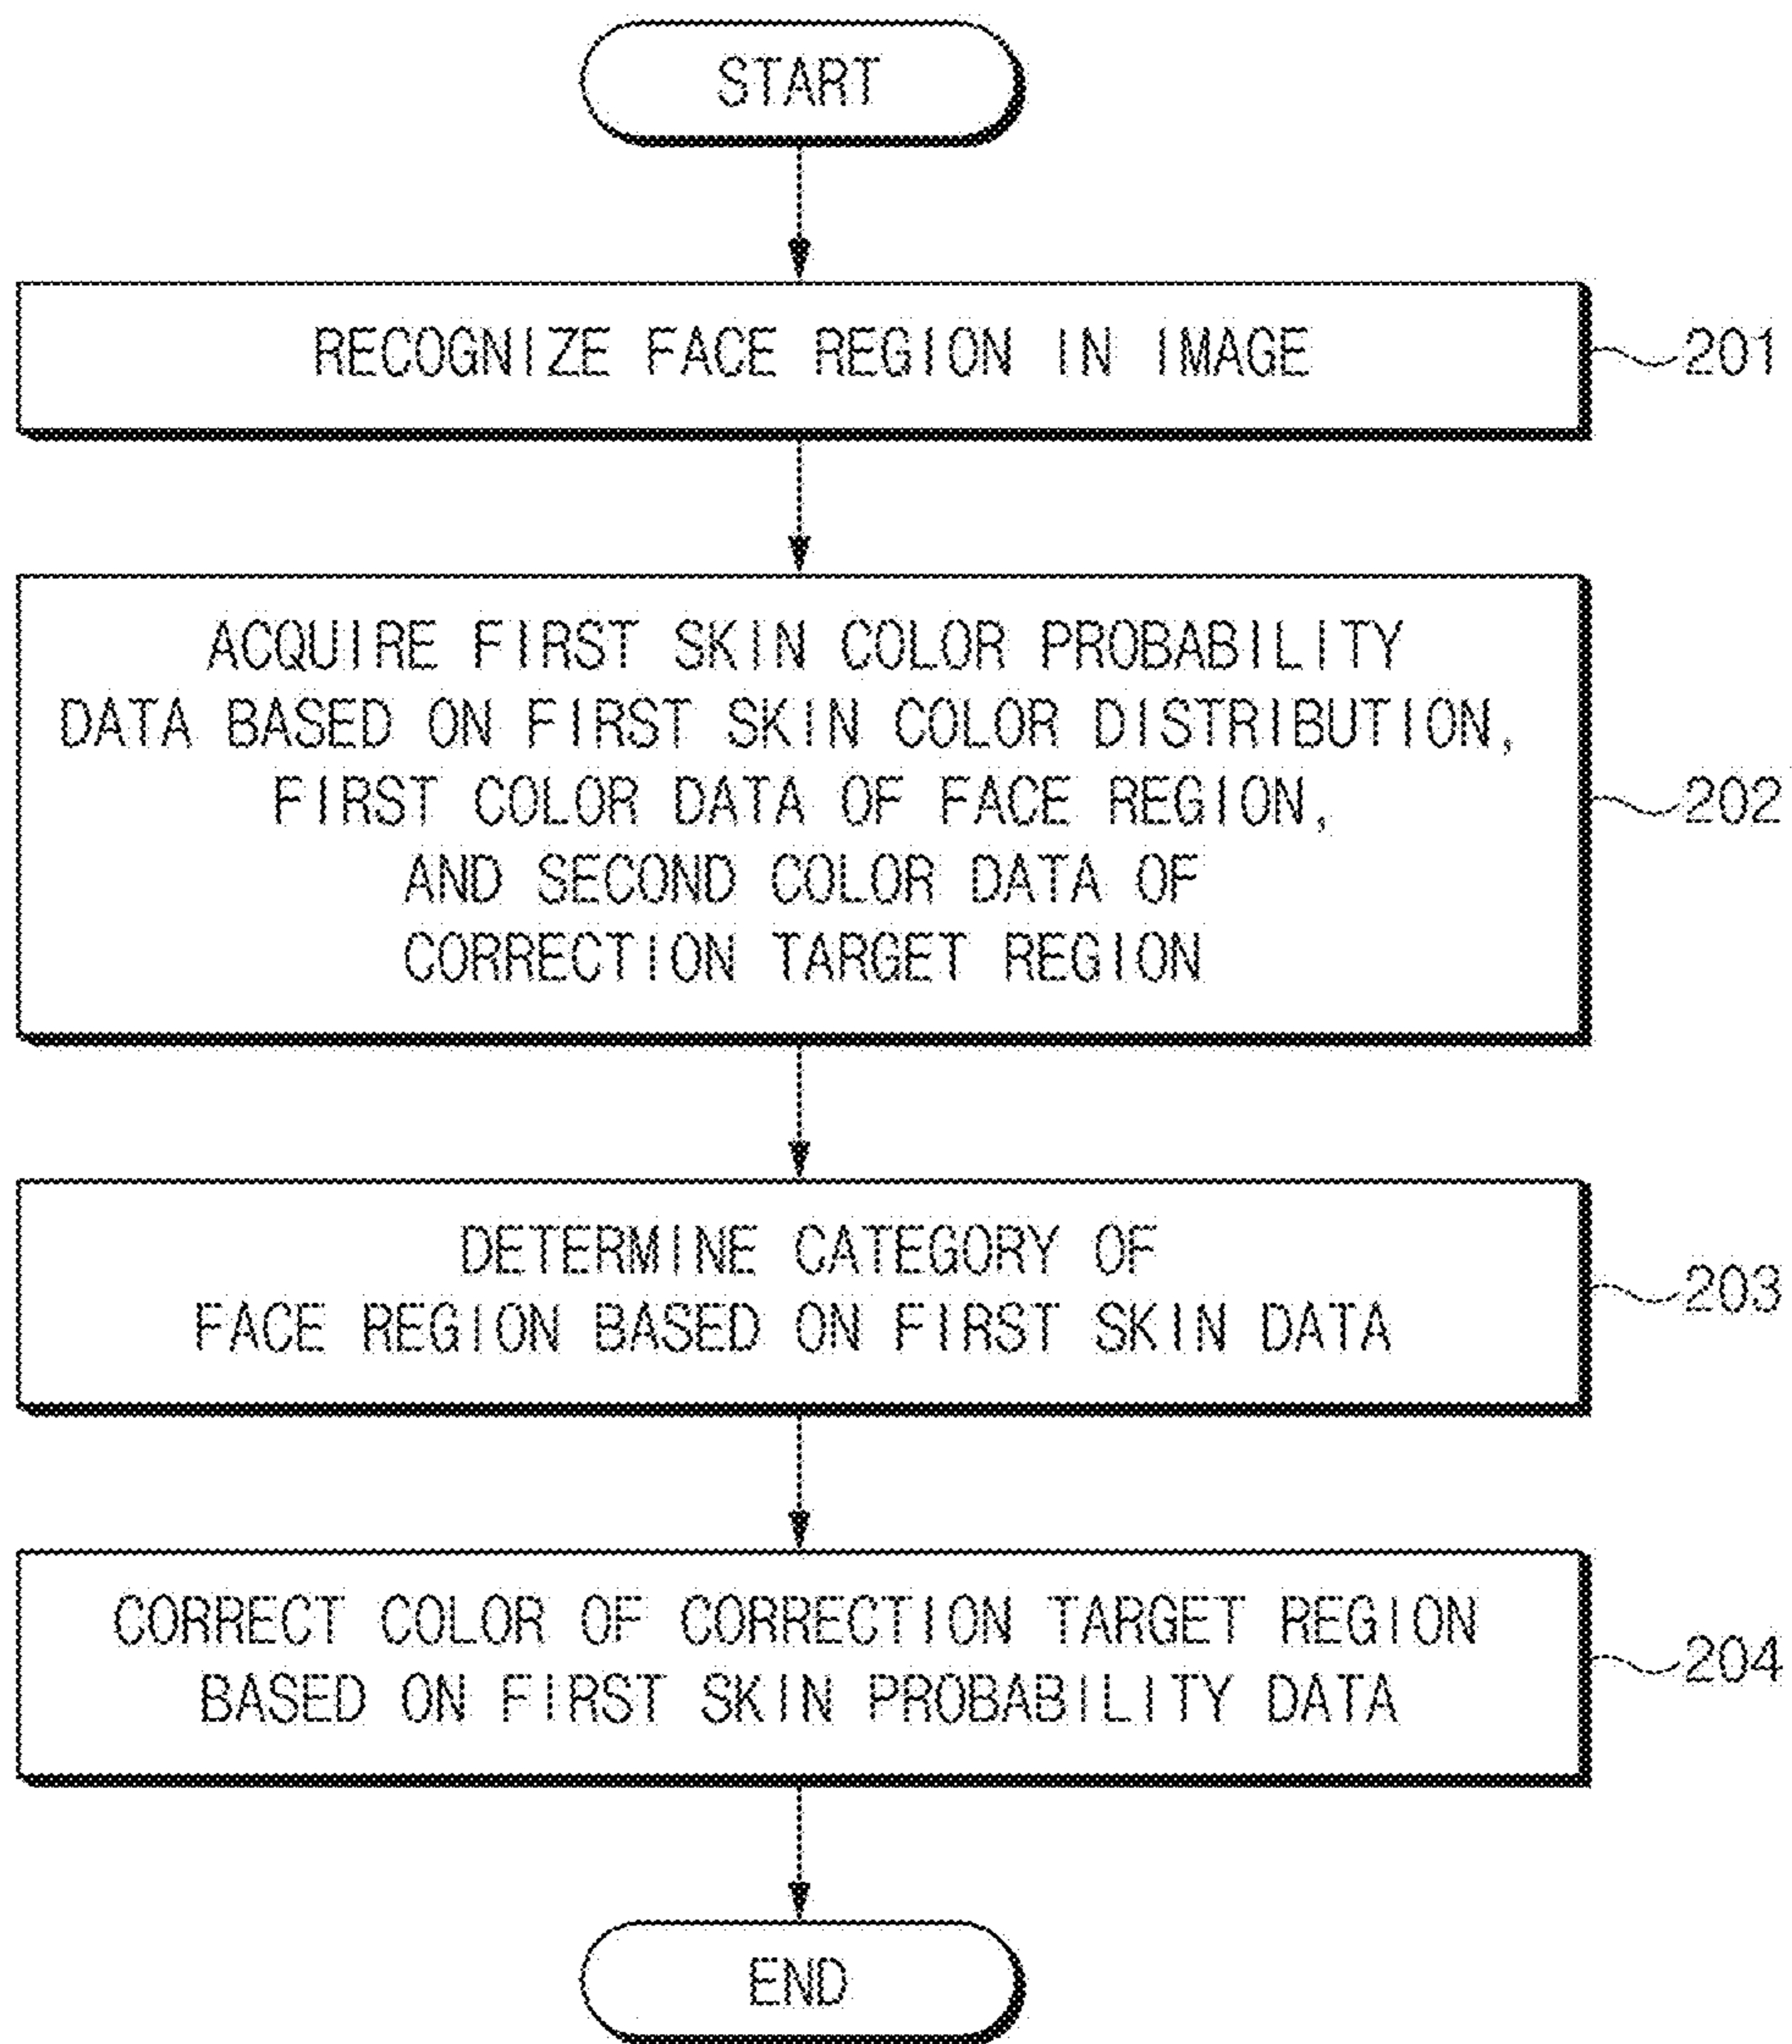 START
RECOGNIZE FACE REGION IN IMAGE
201
ACQUIRE FIRST SKIN COLOR PROBABILITY
DATA BASED ON FIRST SKIN COLOR DISTRIBUTION,
FIRST COLOR DATA OF FACE REGION,
AND SECOND COLOR DATA OF
CORRECTION TARGET REGION
202
DETERMINE CATEGORY OF
FACE REGION BASED ON FIRST SKIN DATA
203
CORRECT COLOR OF CORRECTION TARGET REGION
BASED ON FIRST SKIN PROBABILITY DATA
204
END